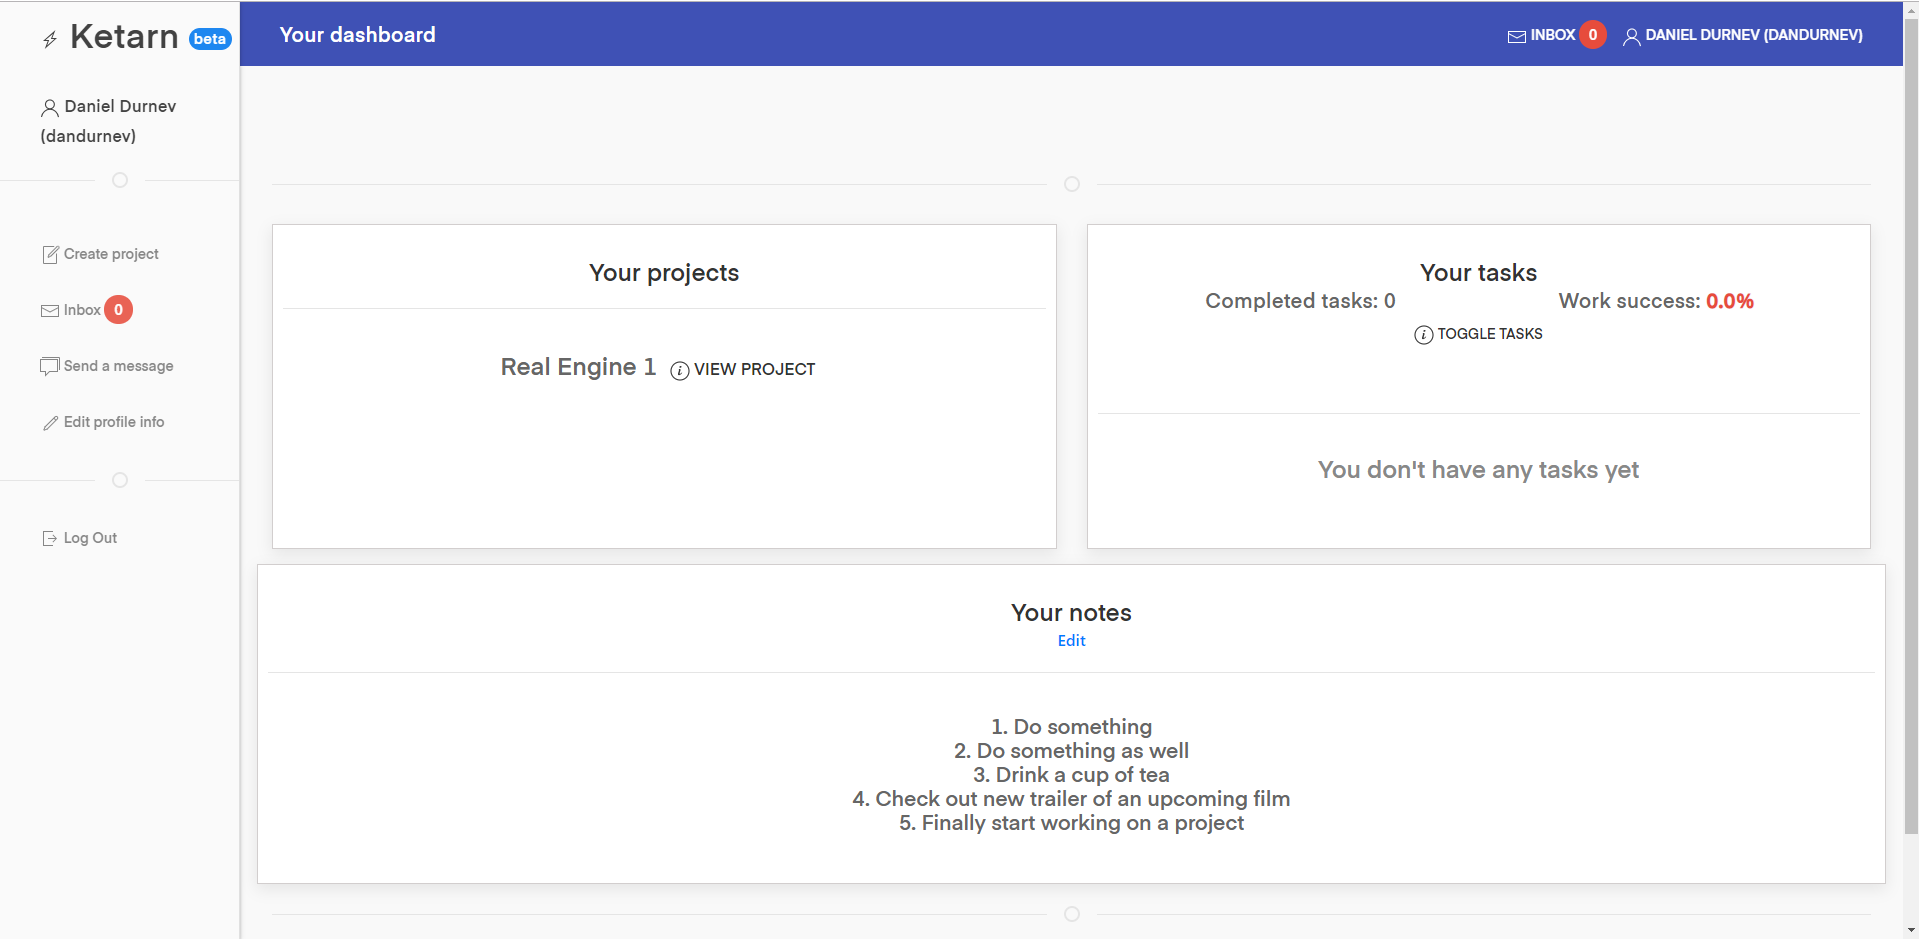 Ketarn beta
Daniel Durnev
(dandurnev)
Create project
Inbox 0
Send a message
Edit profile info
Log Out
Your dashboard
INBOX 0 DANIEL DURNEV (DANDURNEV)
Your projects
Real Engine 1 VIEW PROJECT
Your tasks
Completed tasks: 0 Work success: 0.0%
TOGGLE TASKS
You don't have any tasks yet
Your notes
Edit
1. Do something
2. Do something as well
3. Drink a cup of tea
4. Check out new trailer of an upcoming film
5. Finally start working on a project